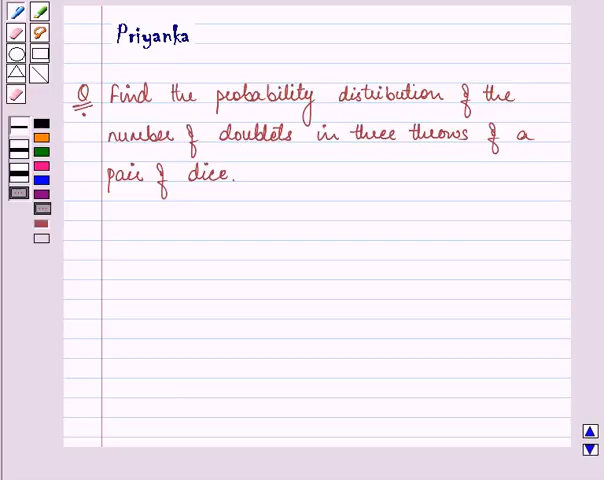 Priyanka
Q Find the probability distribution of the
number of doublets in three throws of a
pair of dice.